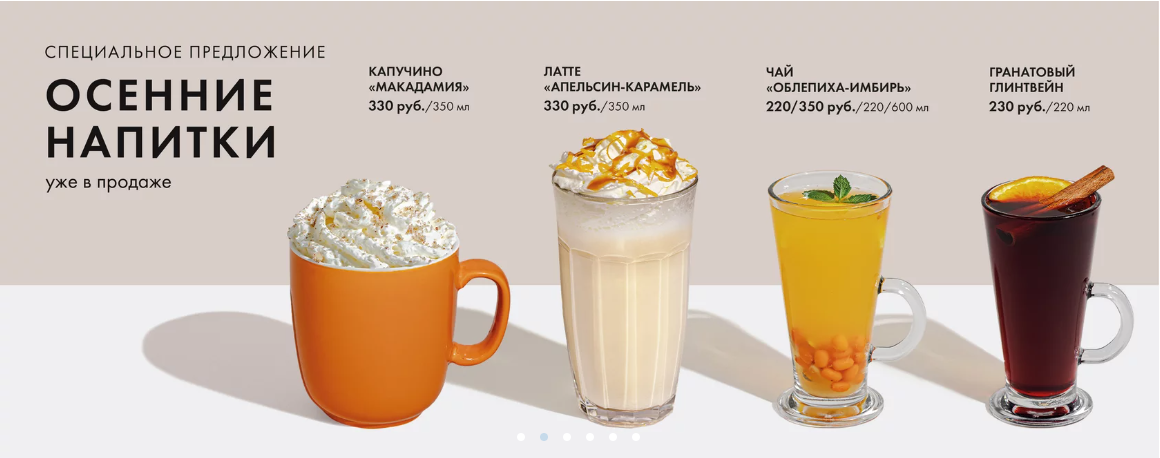 СПЕЦИАЛЬНОЕ ПРЕДЛОЖЕНИЕ
ОСЕННИЕ
НАПИТКИ
уже в продаже
КАПУЧИНО
«МАКАДАМИЯ»
330 руб./350 мл
ЛАТТЕ
«АПЕЛЬСИН-КАРАМЕЛЬ»
330 руб./350 мл
ЧАЙ
«ОБЛЕПИХА-ИМБИРЬ»
220/350 руб./220/600 мл
ГРАНАТОВЫЙ
ГЛИНТВЕЙН
230 руб./220 мл